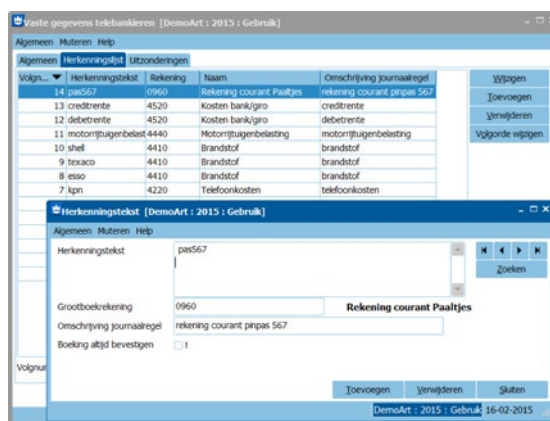 Vaste gegevens telebankieren [DemoArt : 2015 : Gebruik]
Algemeen Muteren Help
Algemeen Herkenningslijst Uitzonderingen
Volgn... Herkenningstekst Rekening Naam Omschrijving journaalregel
14 pas567 0960 Rekening courant Paaltjes rekening courant pinpas 567
13 creditrente 4520 Kosten bank/giro creditrente
12 debetrente 4520 Kosten bank/giro debetrente
11 motorrijtuigenbelast 4440 Motorrijtuigenbelasting motorrijtuigenbelasting
10 shell 4410 Brandstof brandstof
9 texaco 4410 Brandstof brandstof
8 esso 4410 Brandstof brandstof
7 kpn 4220 Telefoonkosten telefoonkosten
Wijzigen
Toevoegen
Verwijderen
Volgorde wijzigen
Herkenningstekst [DemoArt : 2015 : Gebruik]
Algemeen Muteren Help
Herkenningstekst pas567
Zoeken
Grootboekrekening 0960 Rekening courant Paaltjes
Omschrijving journaalregel rekening courant pinpas 567
Boeking altijd bevestigen
Volgnur
Toevoegen Verwijderen Sluiten
DemoArt : 2015 : Gebruik 16-02-2015